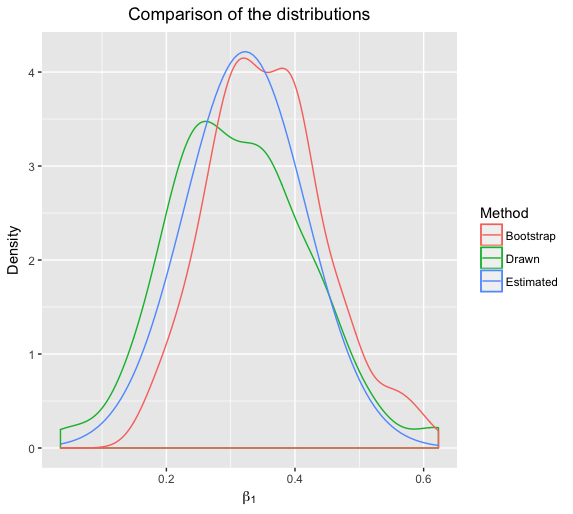 Comparison of the distributions
Density
4
3
2
1
0
0.2
0.4
0.6
β₁
Method
Bootstrap
Drawn
Estimated